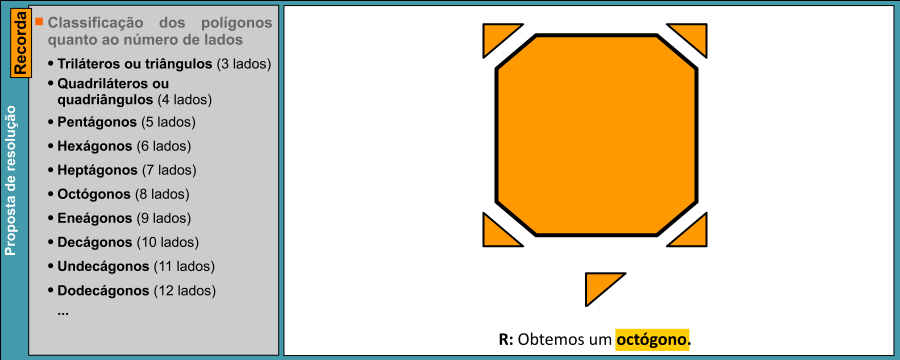 Proposta de resolução
Recorda
Classificação dos polígonos
quanto ao número de lados
• Triláteros ou triângulos (3 lados)
• Quadriláteros ou
quadriângulos (4 lados)
• Pentágonos (5 lados)
• Hexágonos (6 lados)
• Heptágonos (7 lados)
• Octógonos (8 lados)
• Eneágonos (9 lados)
• Decágonos (10 lados)
• Undecágonos (11 lados)
• Dodecágonos (12 lados)
...
R: Obtemos um octógono.